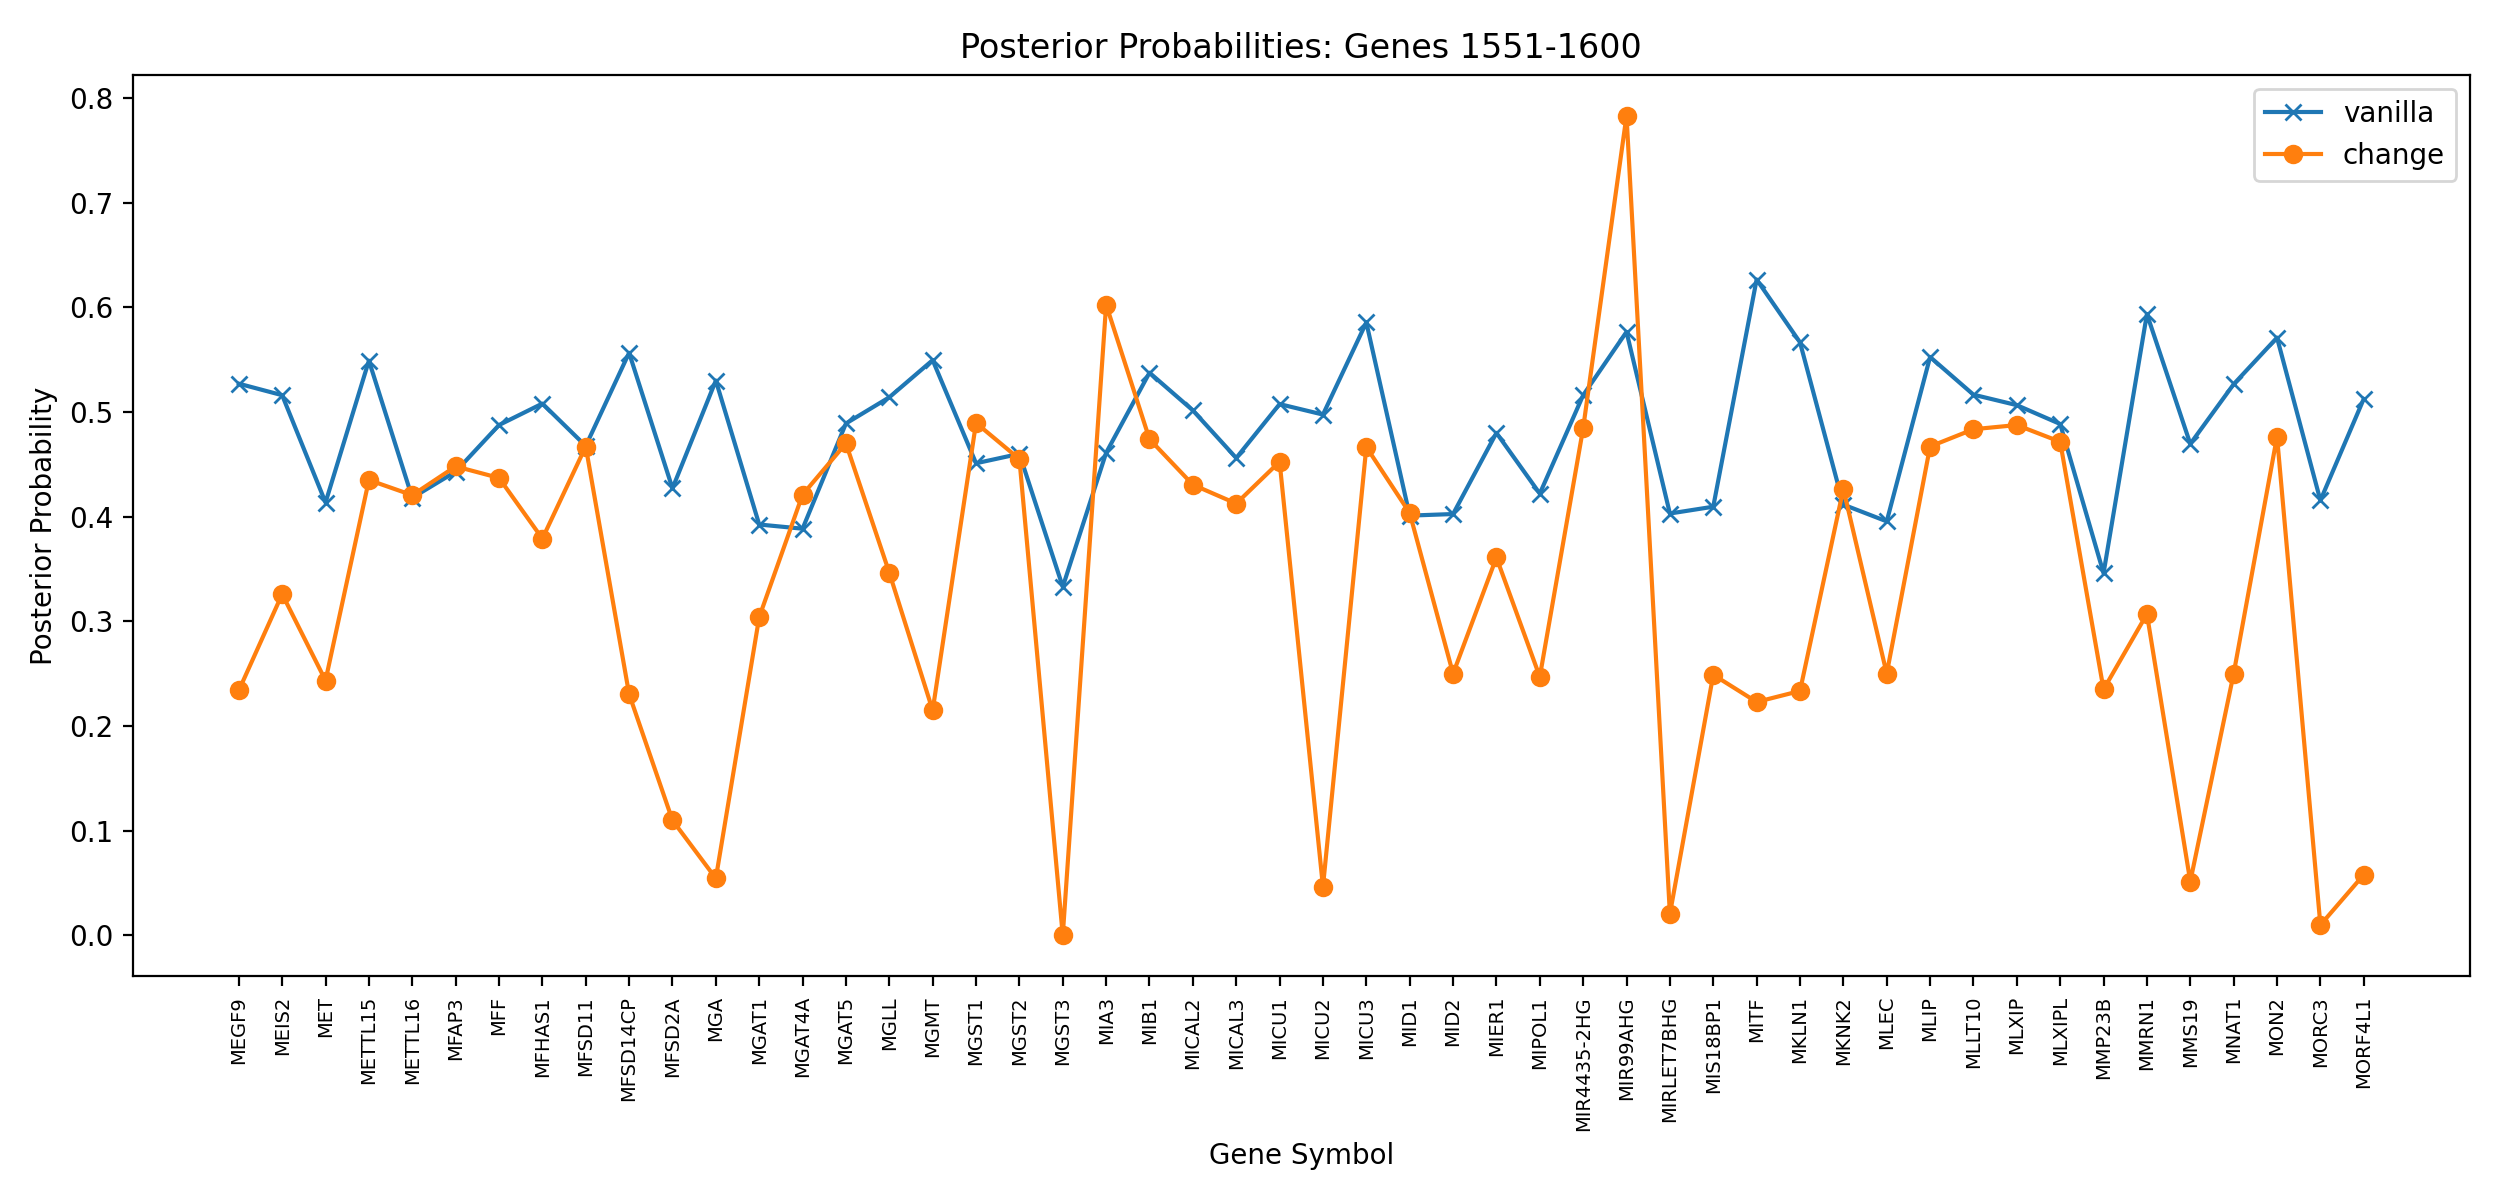 Posterior Probabilities: Genes 1551-1600
vanilla
change
Posterior Probability
0.8
0.7
0.6
0.5
0.4
0.3
0.2
0.1
0.0
MEGF9
MEIS2
MET
METTL15
METTL16
MFAP3
MFF
MFHAS1
MFSD11
MFSD14CP
MFSD2A
MGA
MGAT1
MGAT4A
MGAT5
MGLL
MGMT
MGST1
MGST2
MGST3
MIA3
MIB1
MICAL2
MICAL3
MICU1
MICU2
MICU3
MID1
MID2
MIER1
MIPOL1
MIR4435-2HG
MIR99AHG
MIRLET7BHG
MIS18BP1
MITF
MKLN1
MKNK2
MLEC
MLIP
MLLT10
MLXIP
MLXIPL
MMP23B
MMRN1
MMS19
MNAT1
MON2
MORC3
MORF4L1
Gene Symbol